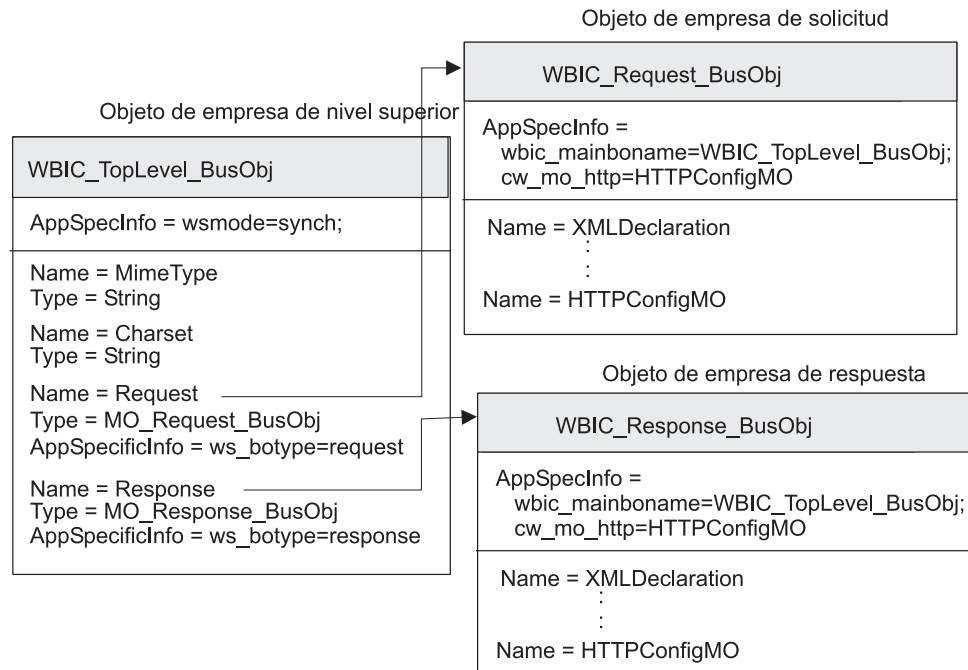 Objeto de empresa de solicitud
WBIC_Request_BusObj
AppSpecInfo =
wbic_mainboname=WBIC_TopLevel_BusObj;
cw_mo_http=HTTPConfigMO
Name = XMLDeclaration
:
:
Name = HTTPConfigMO
Objeto de empresa de nivel superior
WBIC_TopLevel_BusObj
AppSpecInfo = wsmode=synch;
Name = MimeType
Type = String
Name = Charset
Type = String
Name = Request
Type = MO_Request_BusObj
AppSpecificInfo = ws_botype=request
Name = Response
Type = MO_Response_BusObj
AppSpecificInfo = ws_botype=response
Objeto de empresa de respuesta
WBIC_Response_BusObj
AppSpecInfo =
wbic_mainboname=WBIC_TopLevel_BusObj;
cw_mo_http=HTTPConfigMO
Name = XMLDeclaration
:
:
Name = HTTPConfigMO